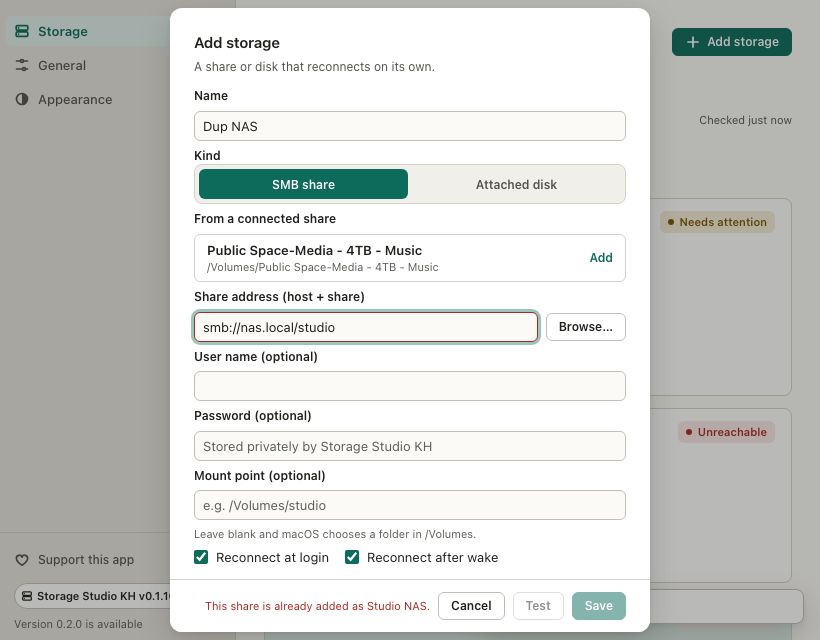 Storage
General
Appearance
Add storage
Checked just now
Needs attention
Unreachable
Add storage
A share or disk that reconnects on its own.
Name
Dup NAS
Kind
SMB share
Attached disk
From a connected share
Public Space-Media - 4TB - Music
/Volumes/Public Space-Media - 4TB - Music
Add
Share address (host + share)
smb://nas.local/studio
Browse...
User name (optional)
Password (optional)
Stored privately by Storage Studio KH
Mount point (optional)
e.g. /Volumes/studio
Leave blank and macOS chooses a folder in /Volumes.
Reconnect at login
Reconnect after wake
This share is already added as Studio NAS.
Cancel
Test
Save
Support this app
Storage Studio KH
Version 0.2.0 is available